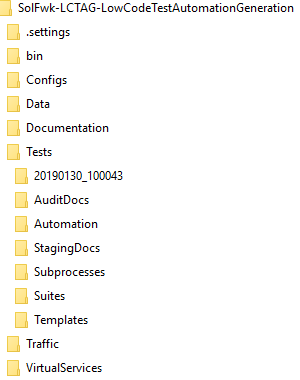 SolFwk-LCTAG-LowCodeTestAutomationGeneration
.settings
bin
Configs
Data
Documentation
Tests
20190130_100043
AuditDocs
Automation
StagingDocs
Subprocesses
Suites
Templates
Traffic
VirtualServices